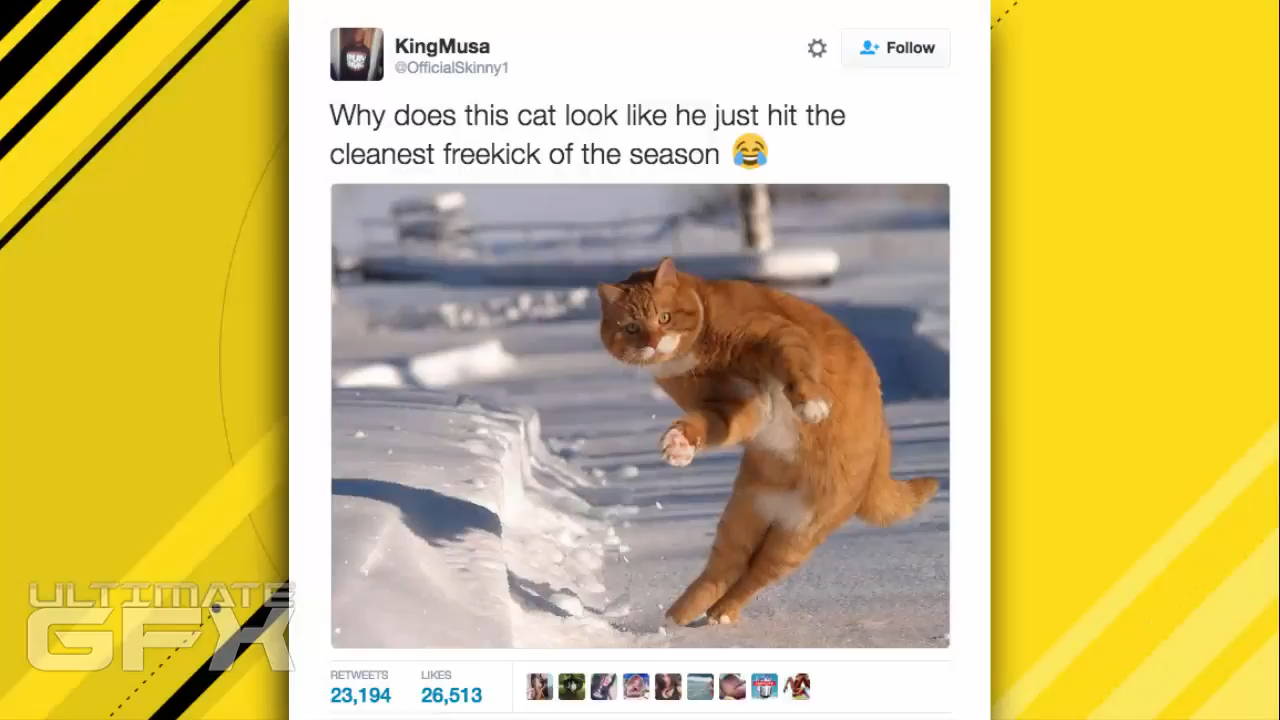 KingMusa
@OfficialSkinny1
Follow
Why does this cat look like he just hit the
cleanest freekick of the season 😂
RETWEETS
LIKES
23,194
26,513
ULTIMATE
GFX